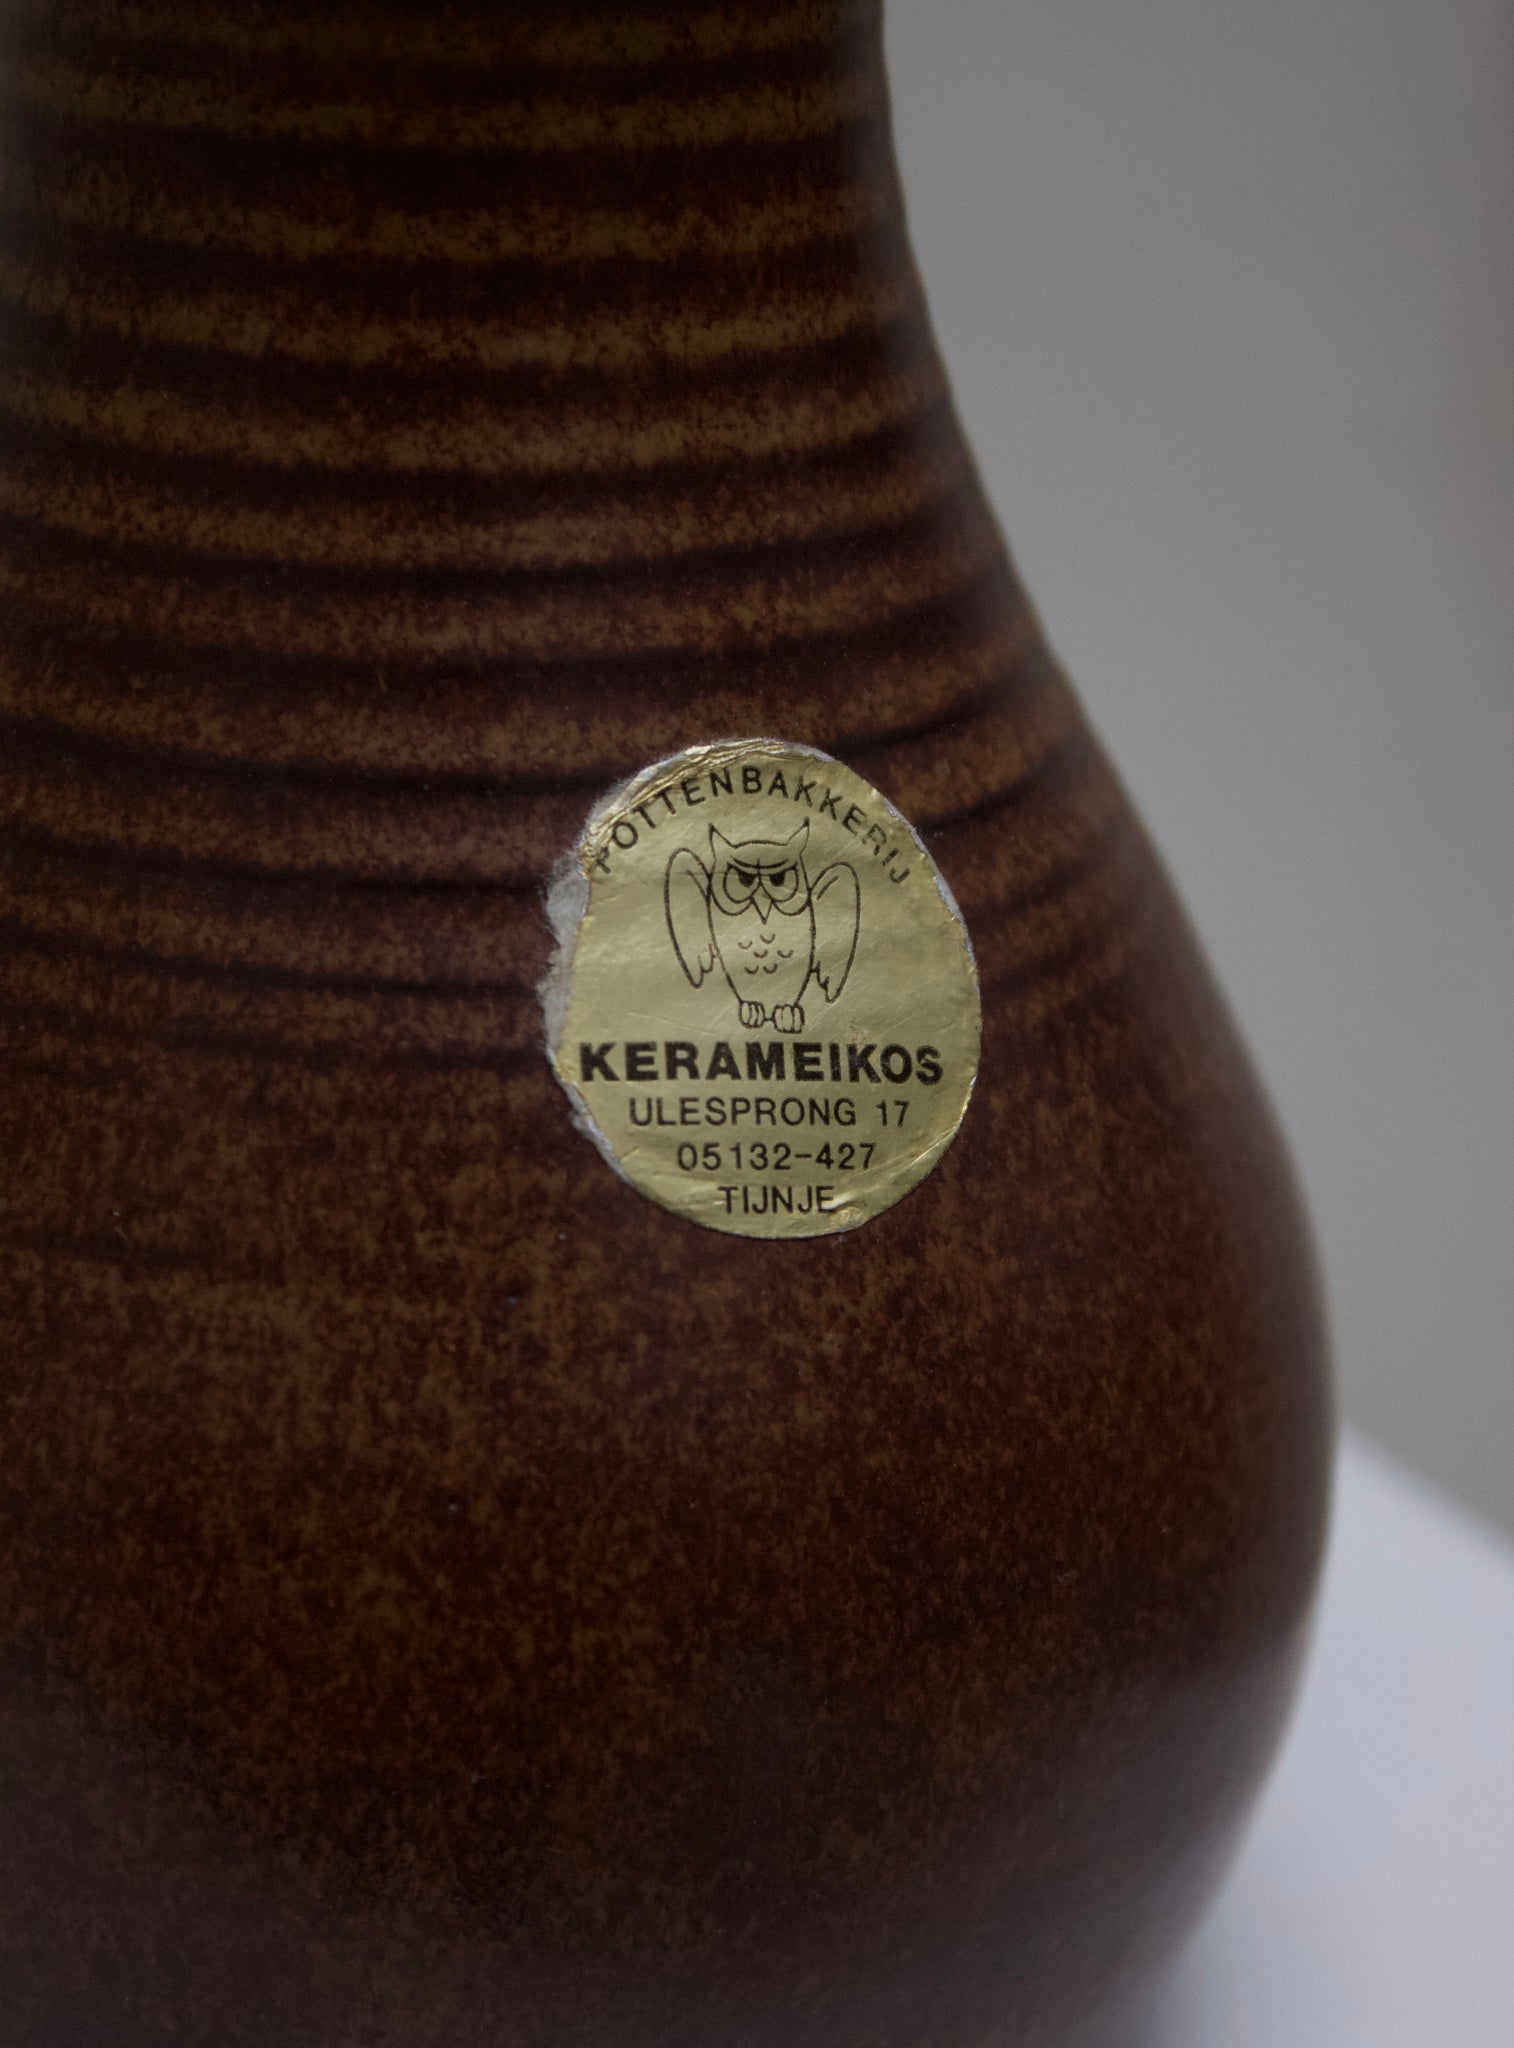 POTTENBAKKERIJ
KERAMEIKOS
ULESPRONG 17
05132-427
TIJNJE